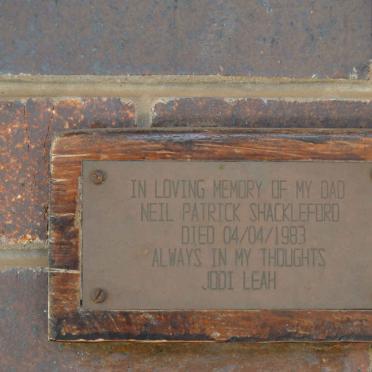 IN LOVING MEMORY OF MY DAD
NEIL PATRICK SHACKLEFORD
DIED 04/04/1983
ALWAYS IN MY THOUGHTS
JODI LEAH